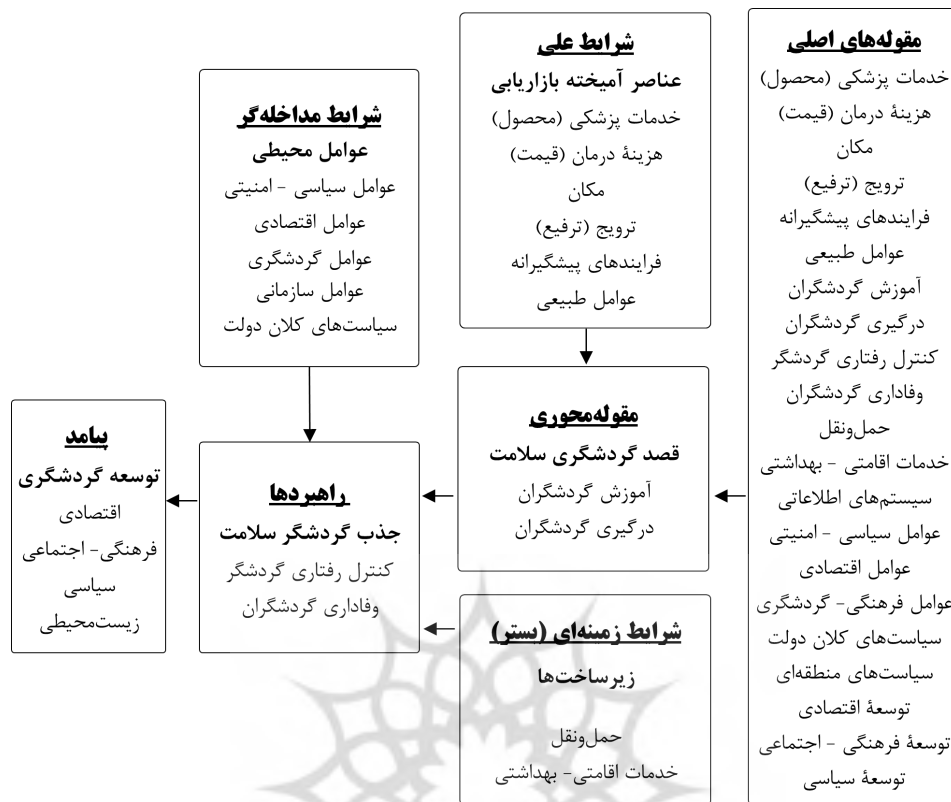 مقوله‌های اصلی
خدمات پزشکی (محصول)
هزینهٔ درمان (قیمت)
مکان
ترویج (ترفیع)
فرایندهای پیشگیرانه
عوامل طبیعی
آموزش گردشگران
درگیری گردشگران
کنترل رفتاری گردشگر
وفاداری گردشگران
حمل‌ونقل
خدمات اقامتی - بهداشتی
سیستم‌های اطلاعاتی
عوامل سیاسی - امنیتی
عوامل اقتصادی
عوامل فرهنگی- گردشگری
سیاست‌های کلان دولت
سیاست‌های منطقه‌ای
توسعهٔ اقتصادی
توسعهٔ فرهنگی - اجتماعی
توسعهٔ سیاسی
شرایط علی
عناصر آمیخته بازاریابی
خدمات پزشکی (محصول)
هزینهٔ درمان (قیمت)
مکان
ترویج (ترفیع)
فرایندهای پیشگیرانه
عوامل طبیعی
مقوله‌محوری
قصد گردشگری سلامت
آموزش گردشگران
درگیری گردشگران
شرایط زمینه‌ای (بستر)
زیرساخت‌ها
حمل‌ونقل
خدمات اقامتی- بهداشتی
شرایط مداخله‌گر
عوامل محیطی
عوامل سیاسی - امنیتی
عوامل اقتصادی
عوامل گردشگری
عوامل سازمانی
سیاست‌های کلان دولت
راهبردها
جذب گردشگر سلامت
کنترل رفتاری گردشگر
وفاداری گردشگران
پیامد
توسعه گردشگری
اقتصادی
فرهنگی- اجتماعی
سیاسی
زیست‌محیطی